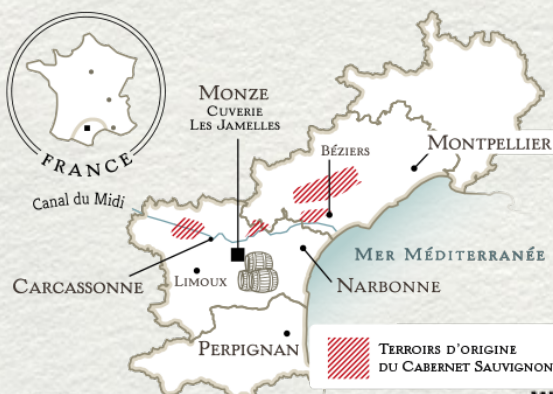 FRANCE
Canal du Midi
MONZE
CUVERIE
LES JAMELLES
BÉZIERS
MONTPELLIER
MER MÉDITERRANÉE
CARCASSONNE
LIMOUX
NARBONNE
PERPIGNAN
TERROIRS D'ORIGINE
DU CABERNET SAUVIGNON